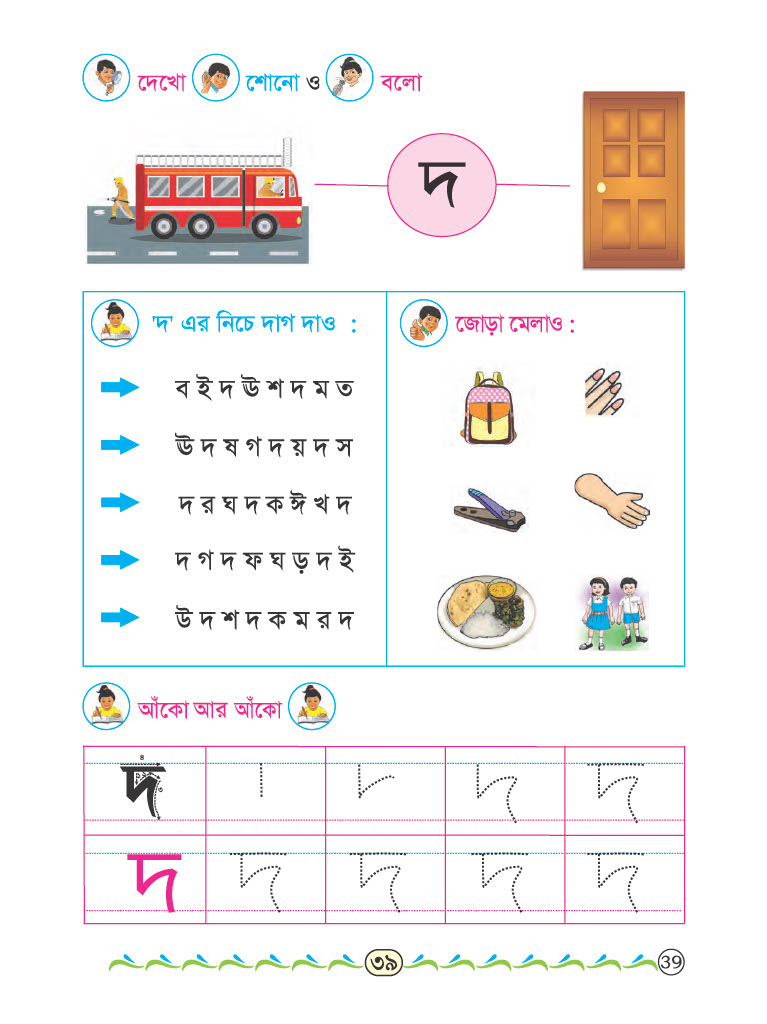 দেখো শোনো ও বলো
দ
'দ' এর নিচে দাগ দাও :
ব ই দ ঊ শ দ ম ত
ঊ দ ষ গ দ য় দ স
দ র ঘ দ ক ঈ খ দ
দ গ দ ফ ঘ ড় দ ই
উ দ শ দ ক ম র দ
জোড়া মেলাও :
আঁকো আর আঁকো
দ দ দ দ
দ দ দ দ দ
৩৯
39